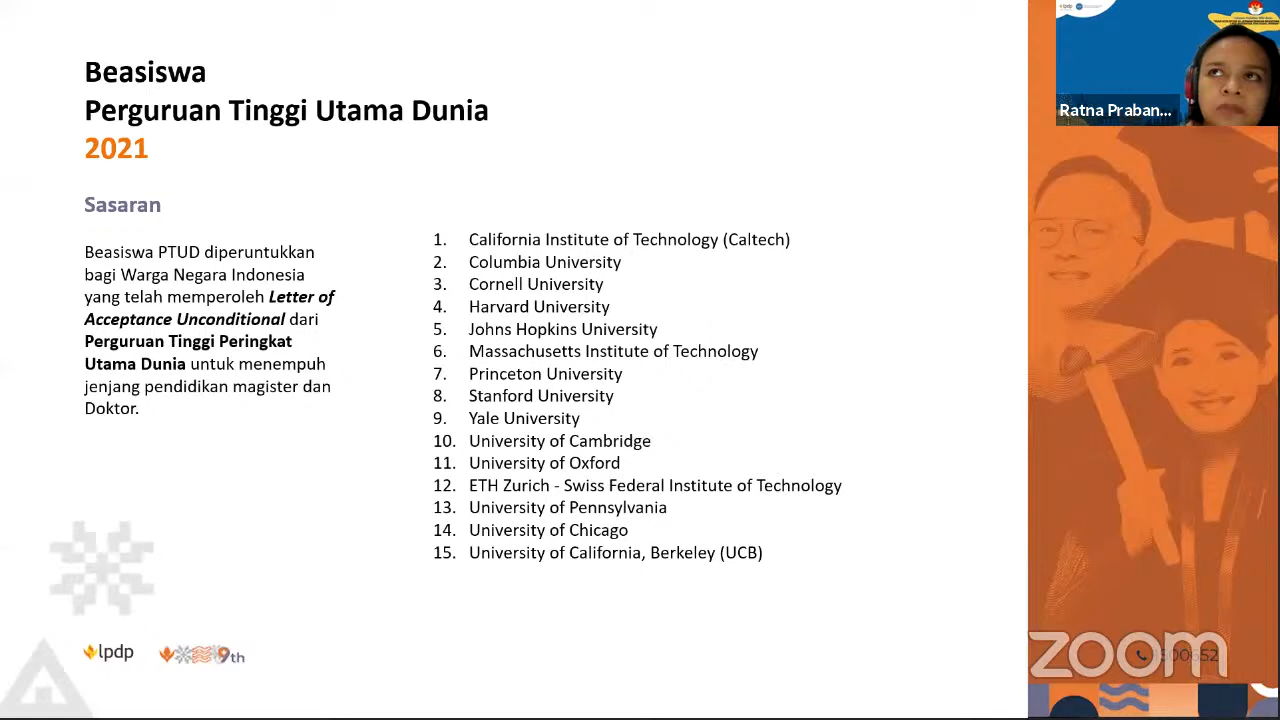 Beasiswa
Perguruan Tinggi Utama Dunia
2021
Sasaran
Beasiswa PTUD diperuntukkan
bagi Warga Negara Indonesia
yang telah memperoleh Letter of
Acceptance Unconditional dari
Perguruan Tinggi Peringkat
Utama Dunia untuk menempuh
jenjang pendidikan magister dan
Doktor.
1. California Institute of Technology (Caltech)
2. Columbia University
3. Cornell University
4. Harvard University
5. Johns Hopkins University
6. Massachusetts Institute of Technology
7. Princeton University
8. Stanford University
9. Yale University
10. University of Cambridge
11. University of Oxford
12. ETH Zurich - Swiss Federal Institute of Technology
13. University of Pennsylvania
14. University of Chicago
15. University of California, Berkeley (UCB)
lpdp
9th
lpdp
Ratna Praban...
zoom